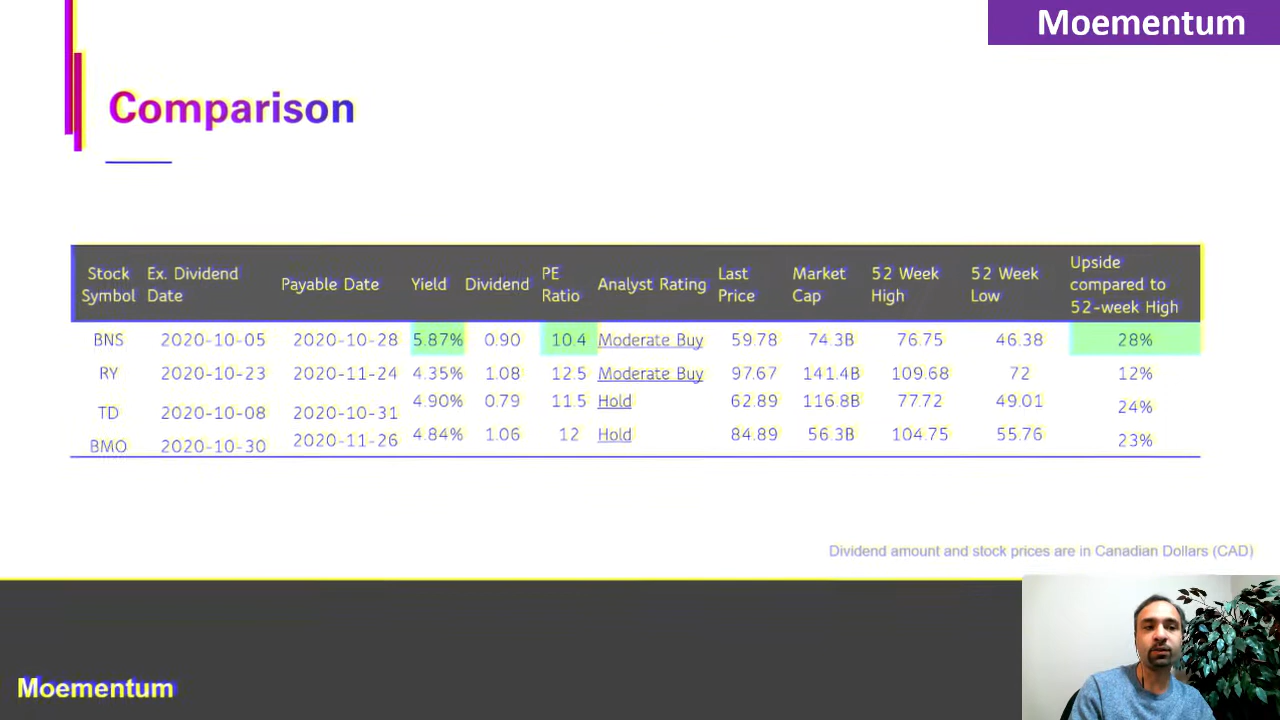 Moementum
Comparison
Stock Symbol Ex. Dividend Date Payable Date Yield Dividend PE Ratio Analyst Rating Last Price Market Cap 52 Week High 52 Week Low Upside compared to 52-week High
BNS 2020-10-05 2020-10-28 5.87% 0.90 10.4 Moderate Buy 59.78 74.3B 76.75 46.38 28%
RY 2020-10-23 2020-11-24 4.35% 1.08 12.5 Moderate Buy 97.67 141.4B 109.68 72 12%
TD 2020-10-08 2020-10-31 4.90% 0.79 11.5 Hold 62.89 116.8B 77.72 49.01 24%
BMO 2020-10-30 2020-11-26 4.84% 1.06 12 Hold 84.89 56.3B 104.75 55.76 23%
Dividend amount and stock prices are in Canadian Dollars (CAD)
Moementum